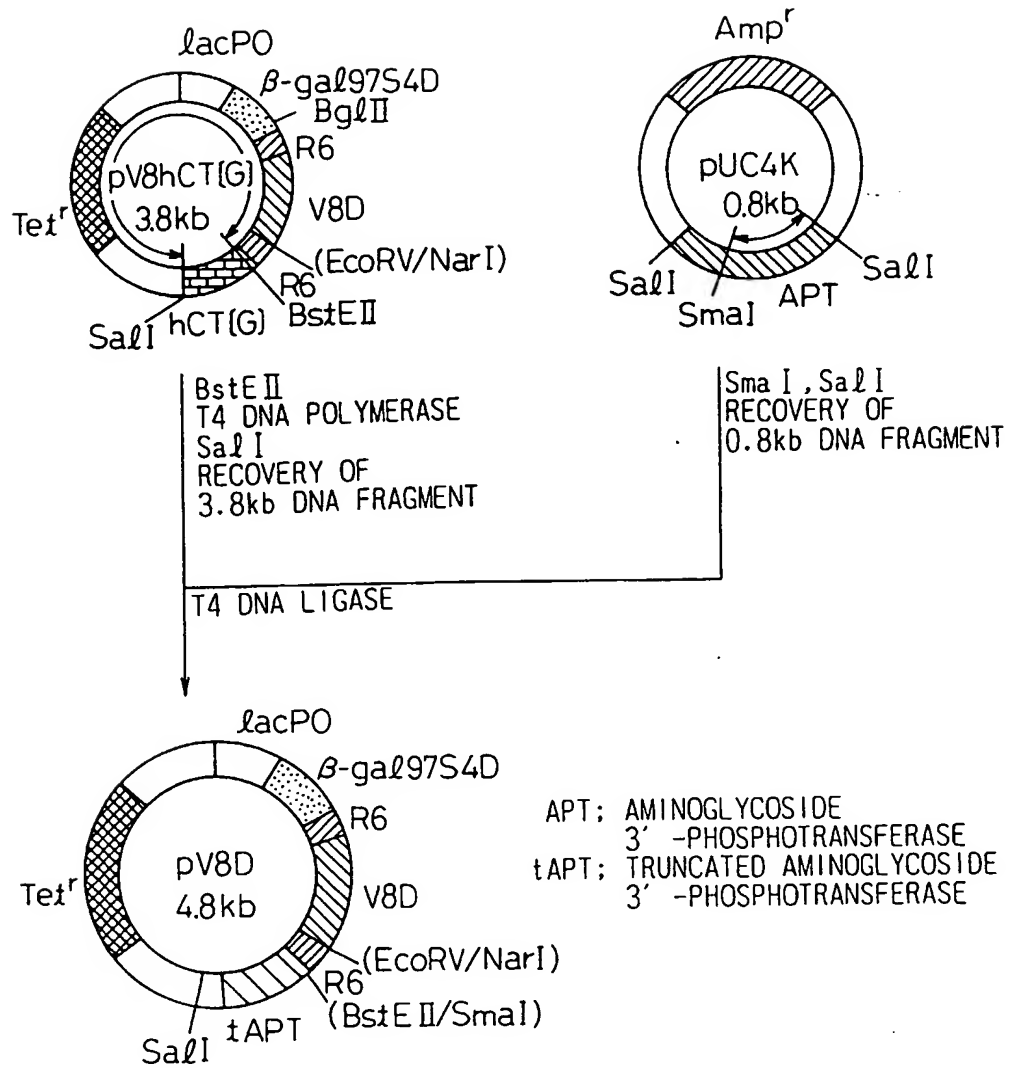 ℓacPO
β-gaℓ97S4D
BglⅡ
R6
V8D
(EcoRV/NarI)
R6
BstEⅡ
hCT[G]
SaℓI
Tetʳ
pV8hCT[G]
3.8kb
Ampʳ
pUC4K
0.8kb
SaℓI
SmaI
APT
SaℓI
BstEⅡ
T4 DNA POLYMERASE
Saℓ I
RECOVERY OF
3.8kb DNA FRAGMENT
Sma I , Saℓ I
RECOVERY OF
0.8kb DNA FRAGMENT
T4 DNA LIGASE
ℓacPO
β-gaℓ97S4D
R6
V8D
(EcoRV/NarI)
R6
(BstEⅡ/SmaI)
tAPT
SaℓI
Tetʳ
pV8D
4.8kb
APT; AMINOGLYCOSIDE
3′ -PHOSPHOTRANSFERASE
tAPT; TRUNCATED AMINOGLYCOSIDE
3′ -PHOSPHOTRANSFERASE